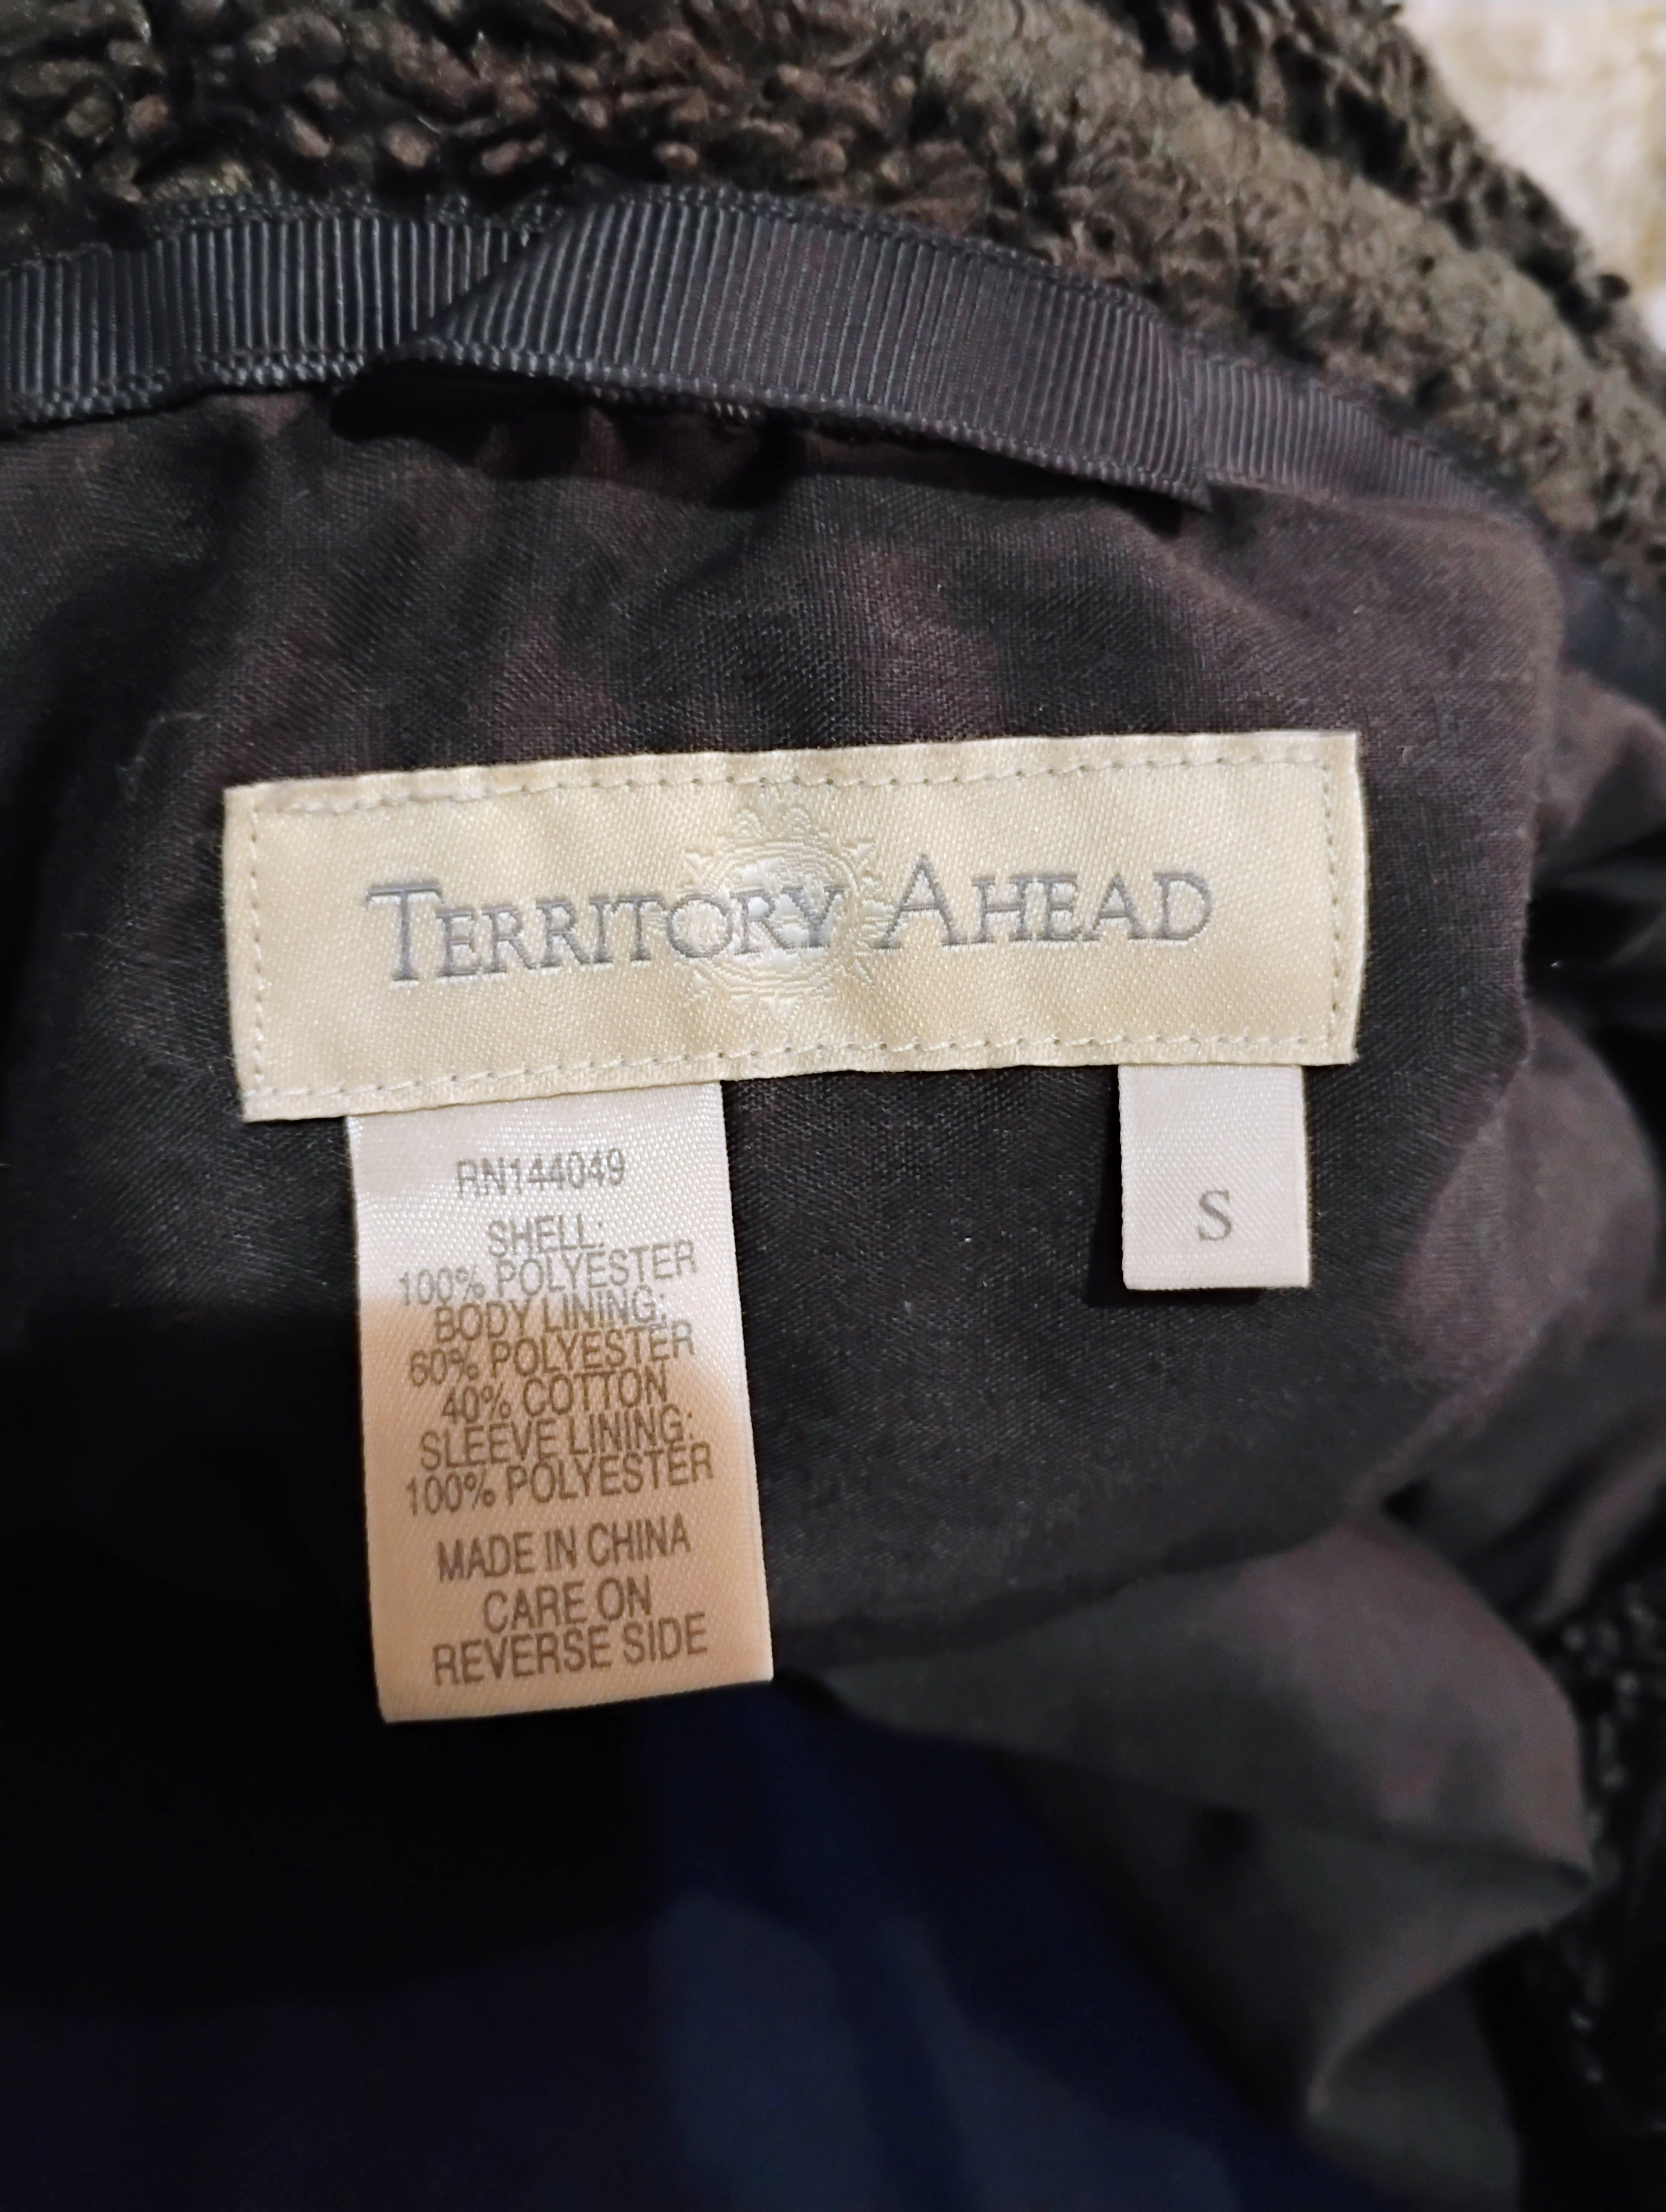 TERRITORY AHEAD
RN144049
SHELL:
100% POLYESTER
BODY LINING:
60% POLYESTER
40% COTTON
SLEEVE LINING:
100% POLYESTER
MADE IN CHINA
CARE ON
REVERSE SIDE
S